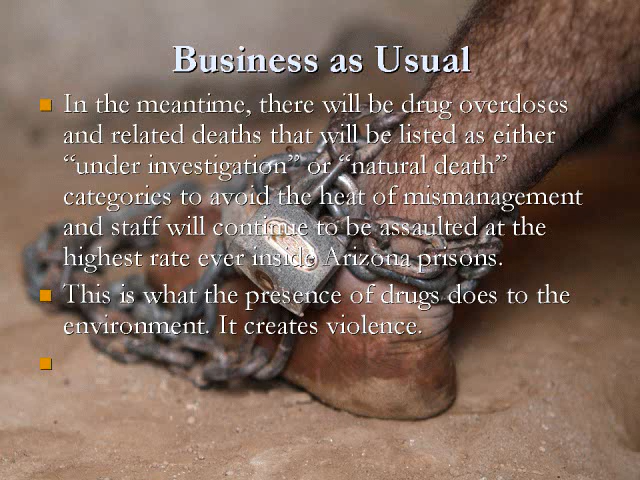 Business as Usual
In the meantime, there will be drug overdoses
and related deaths that will be listed as either
“under investigation” or “natural death”
categories to avoid the heat of mismanagement
and staff will continue to be assaulted at the
highest rate ever inside Arizona prisons.
This is what the presence of drugs does to the
environment. It creates violence.